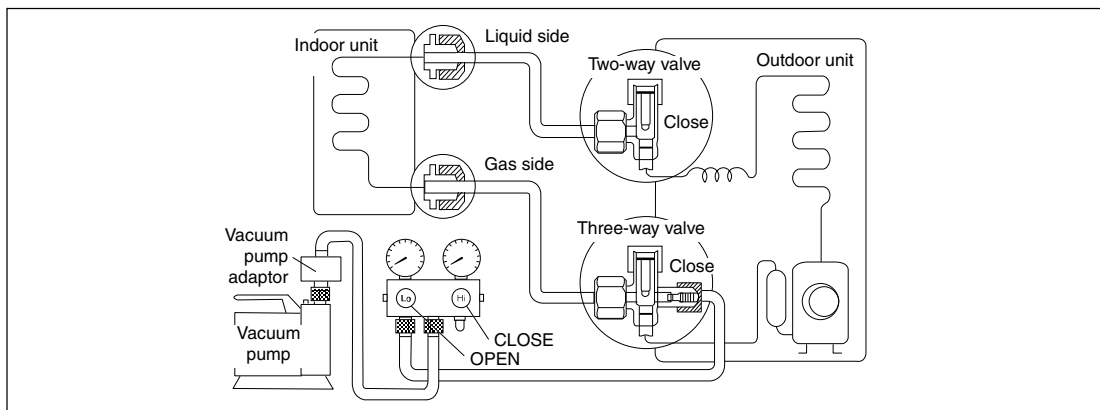 Indoor unit
Liquid side
Two-way valve
Outdoor unit
Close
Gas side
Three-way valve
Close
Vacuum
pump
adaptor
Lo
Hi
Vacuum
pump
CLOSE
OPEN